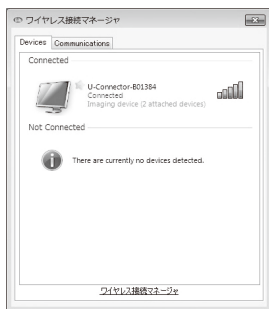 ワイヤレス接続マネージャ
Devices Communications
Connected
U-Connector-B01384
Connected
Imaging device (2 attached devices)
Not Connected
There are currently no devices detected.
ワイヤレス接続マネージャ